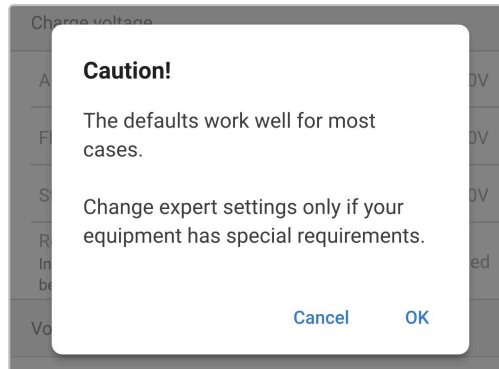 Charge voltage
Caution!
The defaults work well for most
cases.
Change expert settings only if your
equipment has special requirements.
Cancel OK